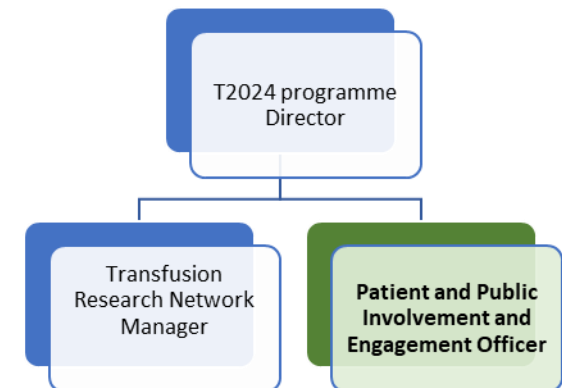 T2024 programme
Director
Transfusion
Research Network
Manager
Patient and Public
Involvement and
Engagement Officer